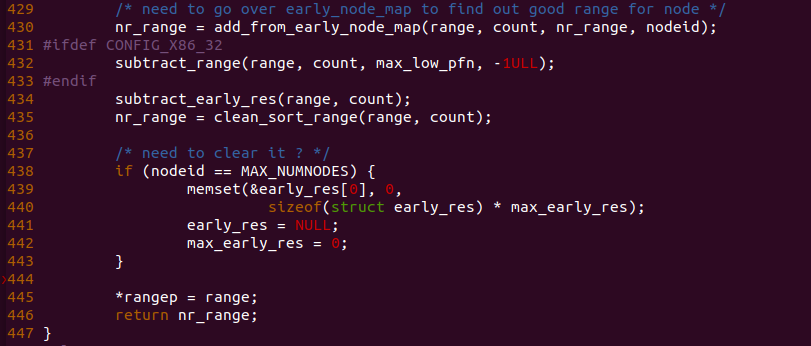 429         /* need to go over early_node_map to find out good range for node */
430         nr_range = add_from_early_node_map(range, count, nr_range, nodeid);
431 #ifdef CONFIG_X86_32
432         subtract_range(range, count, max_low_pfn, -1ULL);
433 #endif
434         subtract_early_res(range, count);
435         nr_range = clean_sort_range(range, count);
436
437         /* need to clear it ? */
438         if (nodeid == MAX_NUMNODES) {
439                 memset(&early_res[0], 0,
440                          sizeof(struct early_res) * max_early_res);
441                 early_res = NULL;
442                 max_early_res = 0;
443         }
444
445         *rangep = range;
446         return nr_range;
447 }